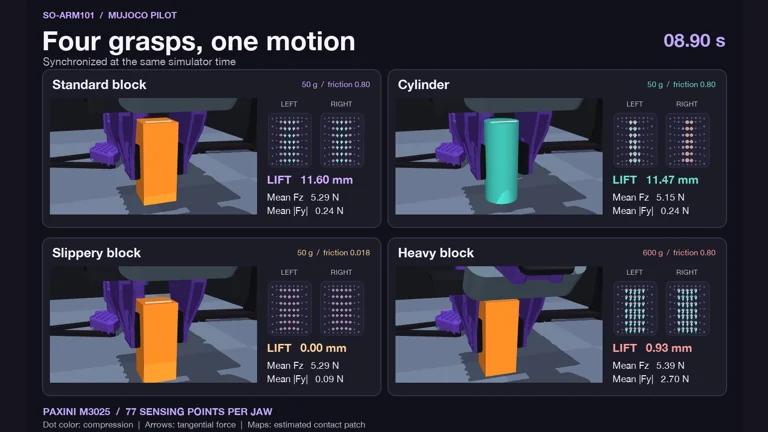 SO-ARM101 / MUJOCO PILOT
Four grasps, one motion
08.90 s
Synchronized at the same simulator time
Standard block
50 g / friction 0.80
LEFT RIGHT
LIFT 11.60 mm
Mean Fz 5.29 N
Mean |Fy| 0.24 N
Cylinder
50 g / friction 0.80
LEFT RIGHT
LIFT 11.47 mm
Mean Fz 5.15 N
Mean |Fy| 0.24 N
Slippery block
50 g / friction 0.018
LEFT RIGHT
LIFT 0.00 mm
Mean Fz 5.29 N
Mean |Fy| 0.09 N
Heavy block
600 g / friction 0.80
LEFT RIGHT
LIFT 0.93 mm
Mean Fz 5.39 N
Mean |Fy| 2.70 N
PAXINI M3025 / 77 SENSING POINTS PER JAW
Dot color: compression | Arrows: tangential force | Maps: estimated contact patch